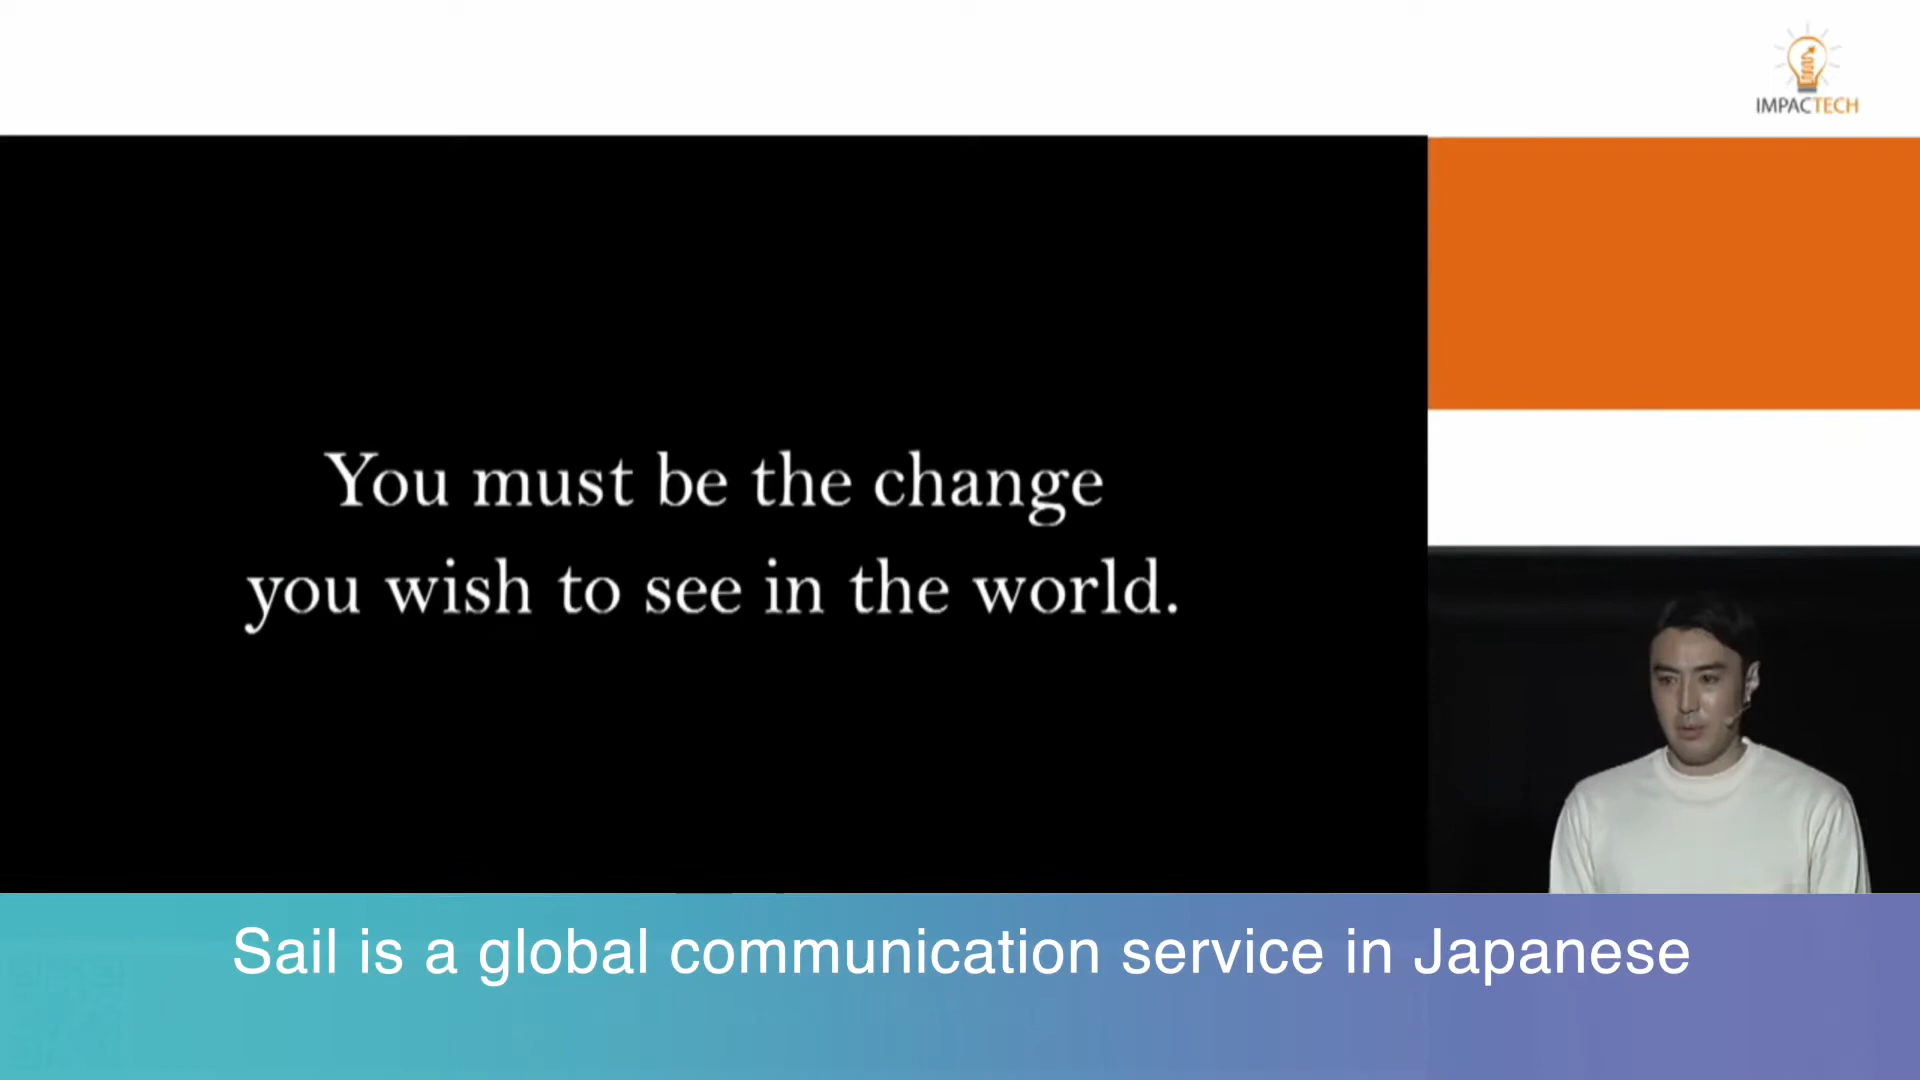 IMPACTECH
You must be the change
you wish to see in the world.
Sail is a global communication service in Japanese